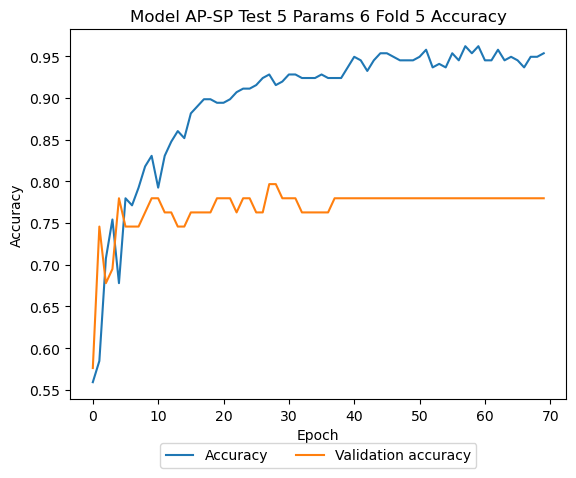 Model AP-SP Test 5 Params 6 Fold 5 Accuracy
0.95
0.90
0.85
0.80
0.75
0.70
0.65
0.60
0.55
Accuracy
0 10 20 30 40 50 60 70
Epoch
Accuracy Validation accuracy